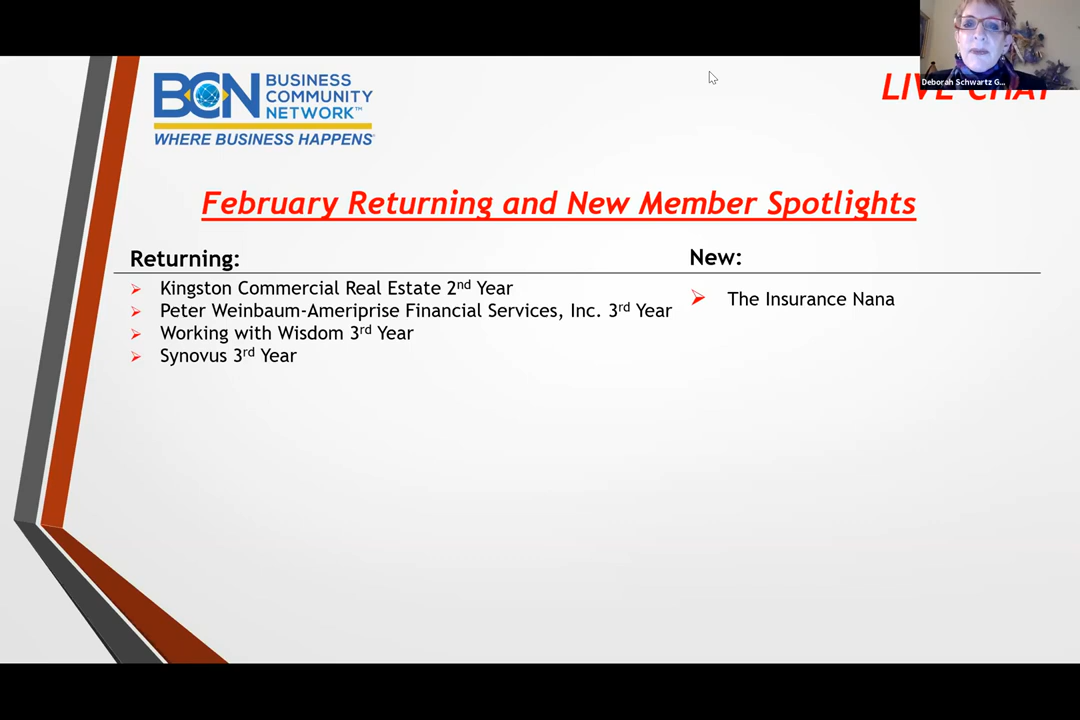 Deborah Schwartz G...
LIVE CHAT
BCN BUSINESS
COMMUNITY
NETWORK™
WHERE BUSINESS HAPPENS
February Returning and New Member Spotlights
Returning:
Kingston Commercial Real Estate 2nd Year
Peter Weinbaum-Ameriprise Financial Services, Inc. 3rd Year
Working with Wisdom 3rd Year
Synovus 3rd Year
New:
The Insurance Nana